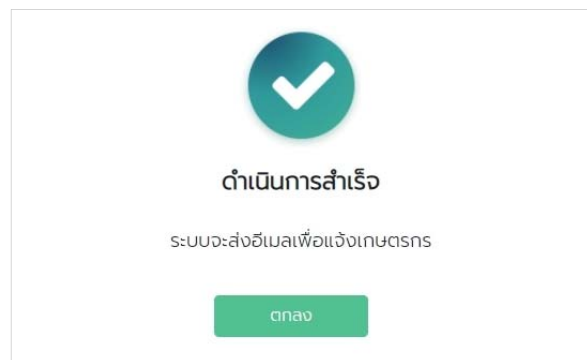 ดำเนินการสำเร็จ
ระบบจะส่งอีเมลเพื่อแจ้งเกษตรกร
ตกลง